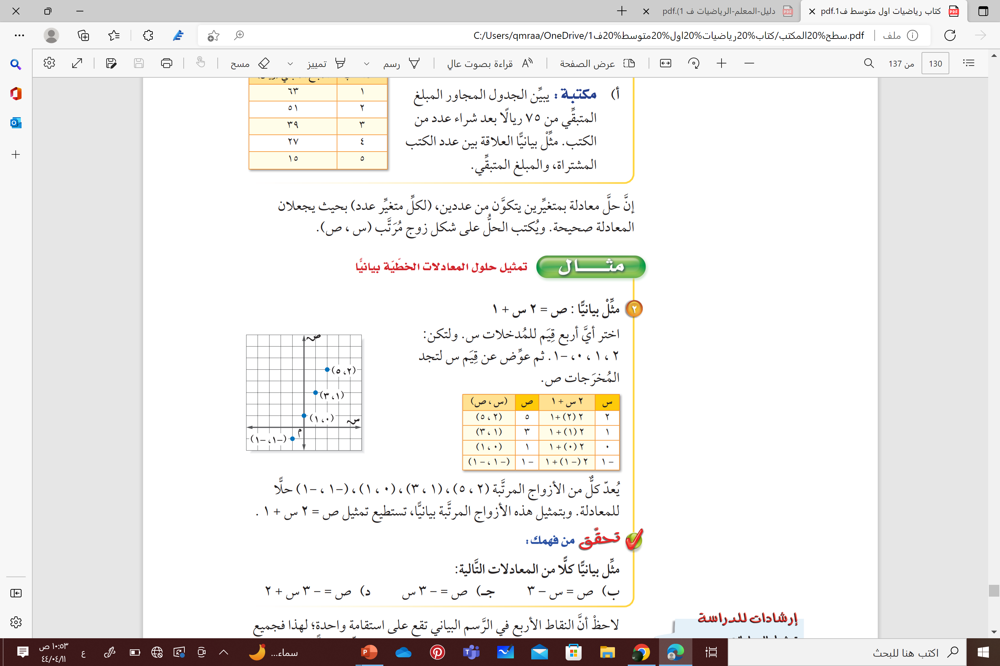 كتاب رياضيات اول متوسط ف1.pdf
دليل-المعلم-الرياضيات ف 1).pdf
ملف
C:/Users/qmraa/OneDrive/سطح%20المكتب/كتاب%20رياضيات%20اول%20متوسط%20ف1.pdf
130
من 137
عرض الصفحة
قراءة بصوت عالٍ
رسم
تمييز
مسح
أ) مكتبة : يبيِّن الجدول المجاور المبلغ
المتبقِّي من ٧٥ ريالًا بعد شراء عدد من
الكتب. مثِّلْ بيانيًّا العلاقة بين عدد الكتب
المشتراة، والمبلغ المتبقِّي.
١ ٦٣
٢ ٥١
٣ ٣٩
٤ ٢٧
٥ ١٥
إنَّ حلَّ معادلة بمتغيِّرين يتكوَّن من عددين، (لكلِّ متغيِّر عدد) بحيث يجعلان
المعادلة صحيحة. ويُكتب الحلُّ على شكل زوج مُرَتَّب (س ، ص).
مثـــال تمثيل حلول المعادلات الخطّيّة بيانيًّا
٢ مثِّلْ بيانيًّا : ص = ٢ س + ١
اختر أيَّ أربع قِيَم للمُدخلات س. ولتكن:
٢ ، ١ ، ٠، –١. ثم عوِّض عن قِيَم س لتجد
المُخرَجات ص.
س ٢ س + ١ ص (س ، ص)
٢ ٢ (٢) +١ ٥ (٢ ، ٥)
١ ٢ (١) + ١ ٣ (١ ، ٣)
٠ ٢ (٠) + ١ ١ (٠ ، ١)
– ١ ٢ (– ١) + ١ – ١ (– ١ ، – ١)
ص
(٢، ٥)
(١، ٣)
(٠، ١)
س
م
(–١، –١)
يُعدّ كلٌّ من الأزواج المرتَّبة (٢ ، ٥) ، (١ ، ٣) ، (٠ ، ١) ، (–١ ، –١) حلًّا
للمعادلة. وبتمثيل هذه الأزواج المرتَّبة بيانيًّا، تستطيع تمثيل ص = ٢ س + ١ .
تحقّق من فهمك:
مثِّل بيانيًّا كلًّا من المعادلات التَّالية:
ب) ص = س – ٣ جـ) ص = – ٣ س د) ص = – ٣ س + ٢
لاحظْ أنَّ النقاط الأربع في الرَّسم البياني تقع على استقامة واحدة؛ لهذا فجميع
إرشادات للدراسة
اكتب هنا للبحث
سماء...
ع
١٠:٥٣ ص
٤٤/٠٤/١١